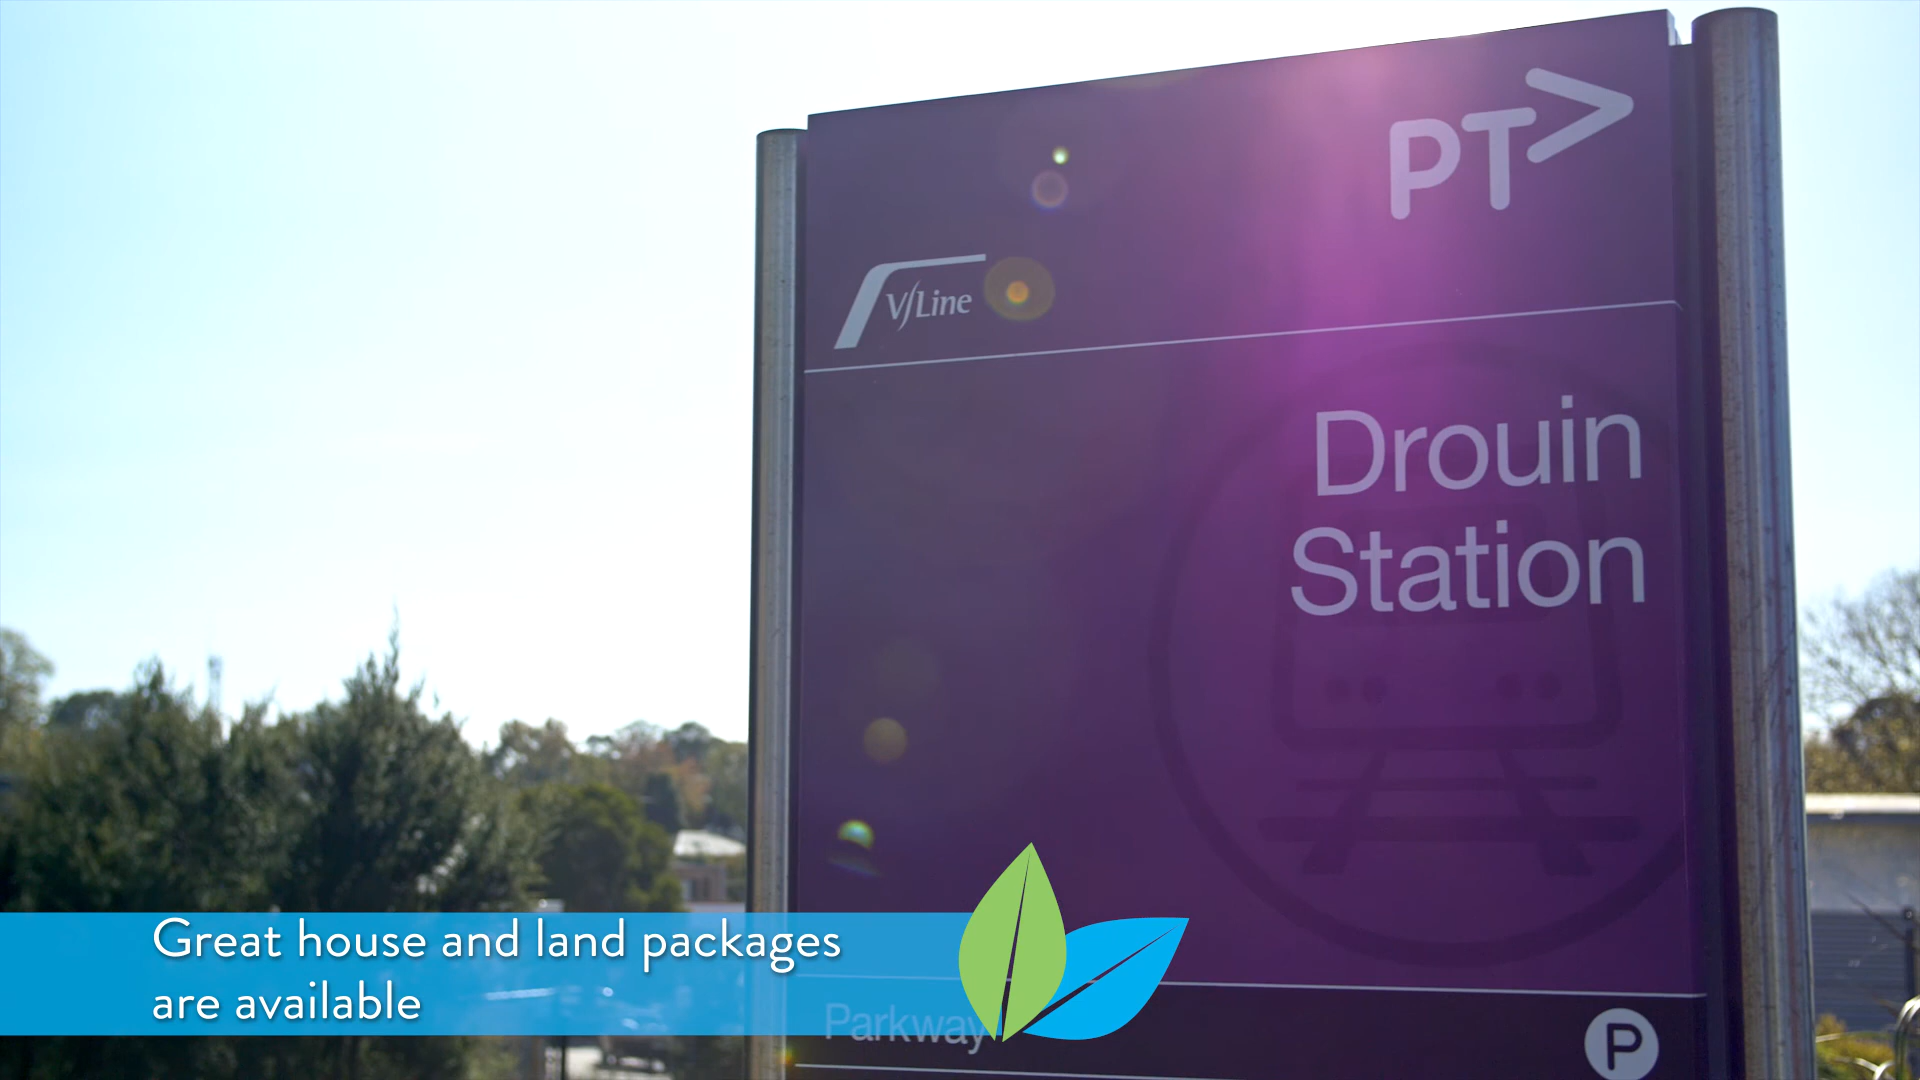 PT>
V/Line
Drouin
Station
Great house and land packages
are available
Parkway
P